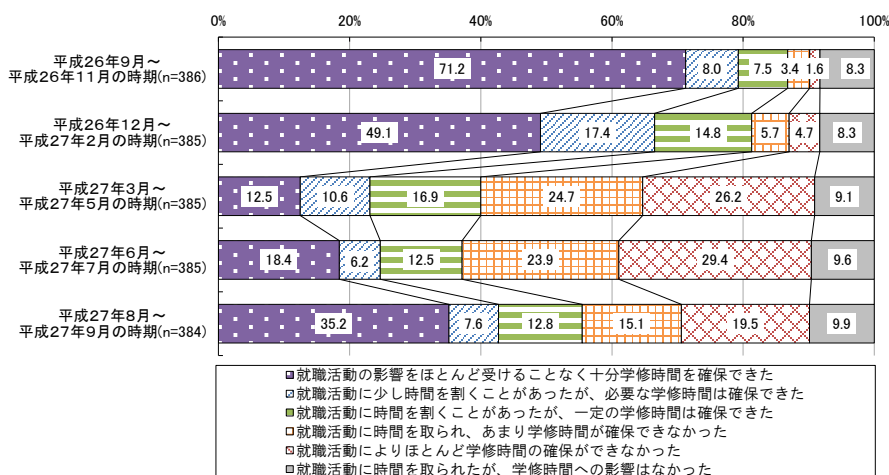 0% 20% 40% 60% 80% 100%
平成26年9月～
平成26年11月の時期(n=386)
71.2 8.0 7.5 3.4 1.6 8.3
平成26年12月～
平成27年2月の時期(n=385)
49.1 17.4 14.8 5.7 4.7 8.3
平成27年3月～
平成27年5月の時期(n=385)
12.5 10.6 16.9 24.7 26.2 9.1
平成27年6月～
平成27年7月の時期(n=385)
18.4 6.2 12.5 23.9 29.4 9.6
平成27年8月～
平成27年9月の時期(n=384)
35.2 7.6 12.8 15.1 19.5 9.9
就職活動の影響をほとんど受けることなく十分学修時間を確保できた
就職活動に少し時間を割くことがあったが、必要な学修時間は確保できた
就職活動に時間を割くことがあったが、一定の学修時間は確保できた
就職活動に時間を取られ、あまり学修時間が確保できなかった
就職活動によりほとんど学修時間の確保ができなかった
就職活動に時間を取られたが、学修時間への影響はなかった